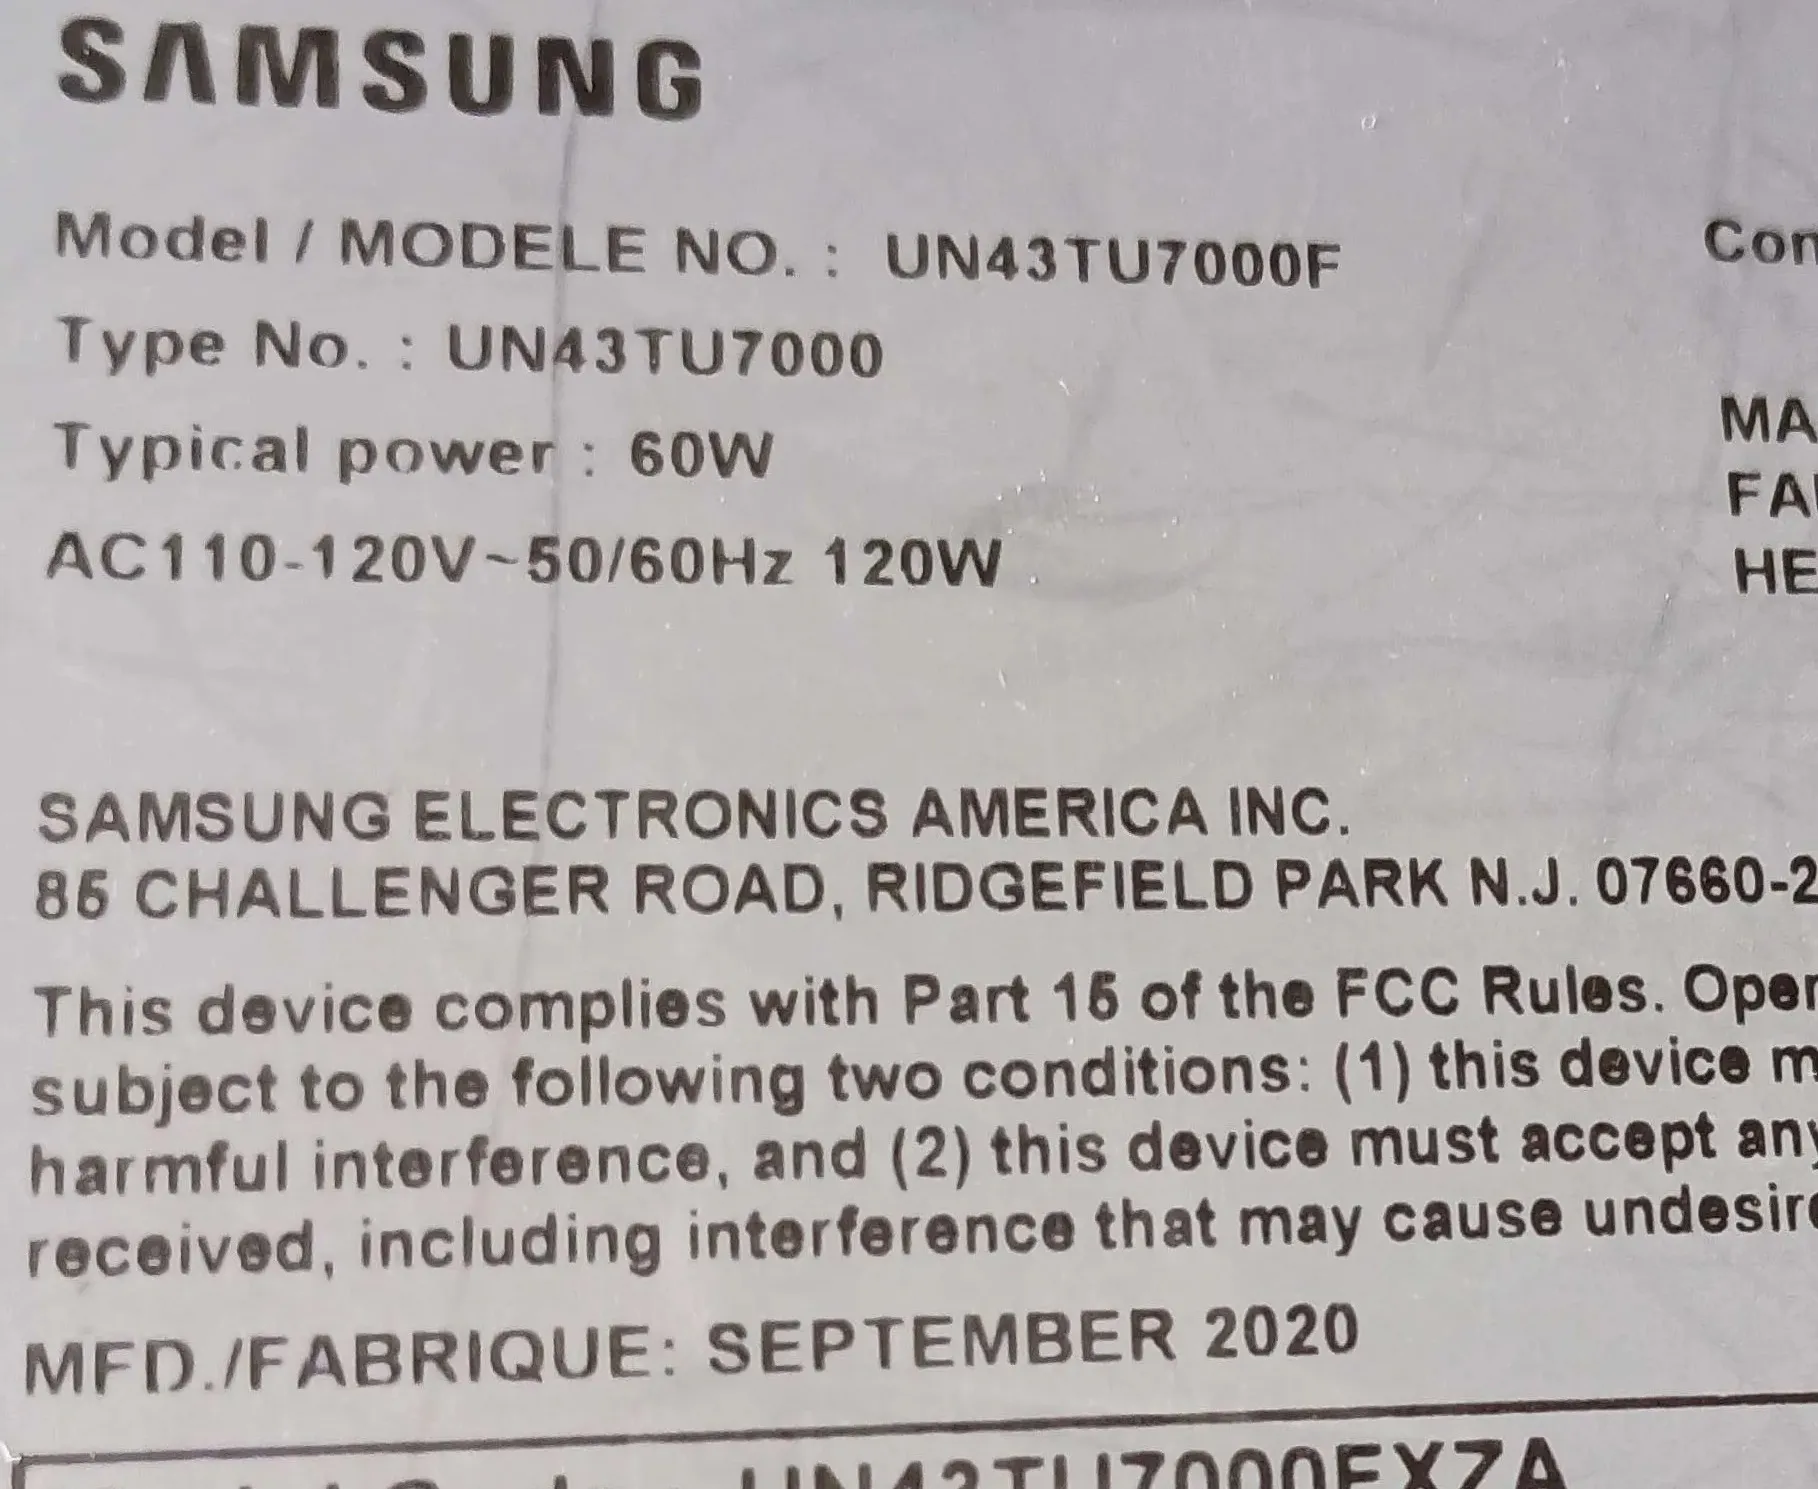 SAMSUNG
Model / MODELE NO. : UN43TU7000F
Type No. : UN43TU7000
Typical power : 60W
AC110-120V~50/60Hz 120W
Con
MA
FA
HE
SAMSUNG ELECTRONICS AMERICA INC.
85 CHALLENGER ROAD, RIDGEFIELD PARK N.J. 07660-2
This device complies with Part 15 of the FCC Rules. Oper
subject to the following two conditions: (1) this device m
harmful interference, and (2) this device must accept any
received, including interference that may cause undesire
MFD./FABRIQUE: SEPTEMBER 2020
UN43TU7000FXZA